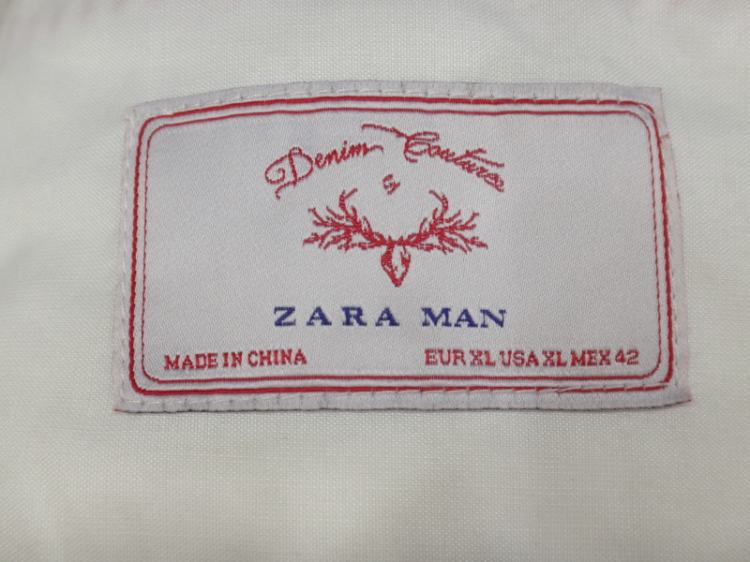 Denim & Couture
ZARA MAN
MADE IN CHINA EUR XL USA XL MEX 42